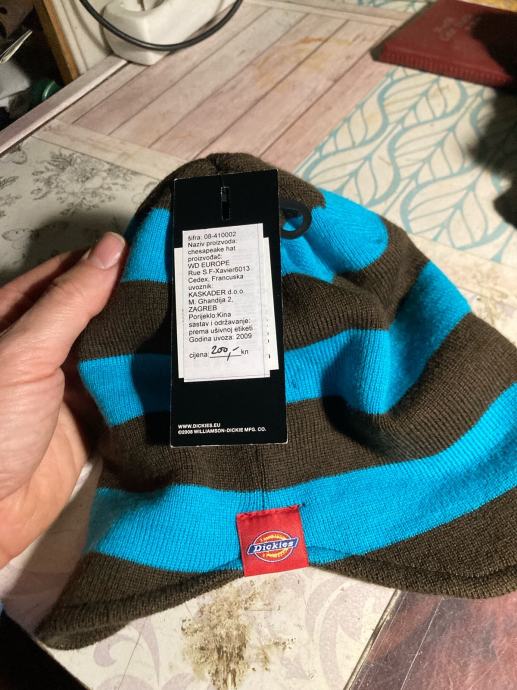 šifra: 08-410002
Naziv proizvoda:
chesapeake hat
proizvođač:
WD EUROPE
Rue S.F-Xavier6013
Cedex, Francuska
uvoznik:
KASKADER d.o.o.
M. Ghandija 2,
ZAGREB
Porijeklo:Kina
sastav i održavanje:
prema ušivnoj etiketi
Godina uvoza: 2009
cijena: 200,- kn
WWW.DICKIES.EU
©2008 WILLIAMSON-DICKIE MFG. CO.
Dickies